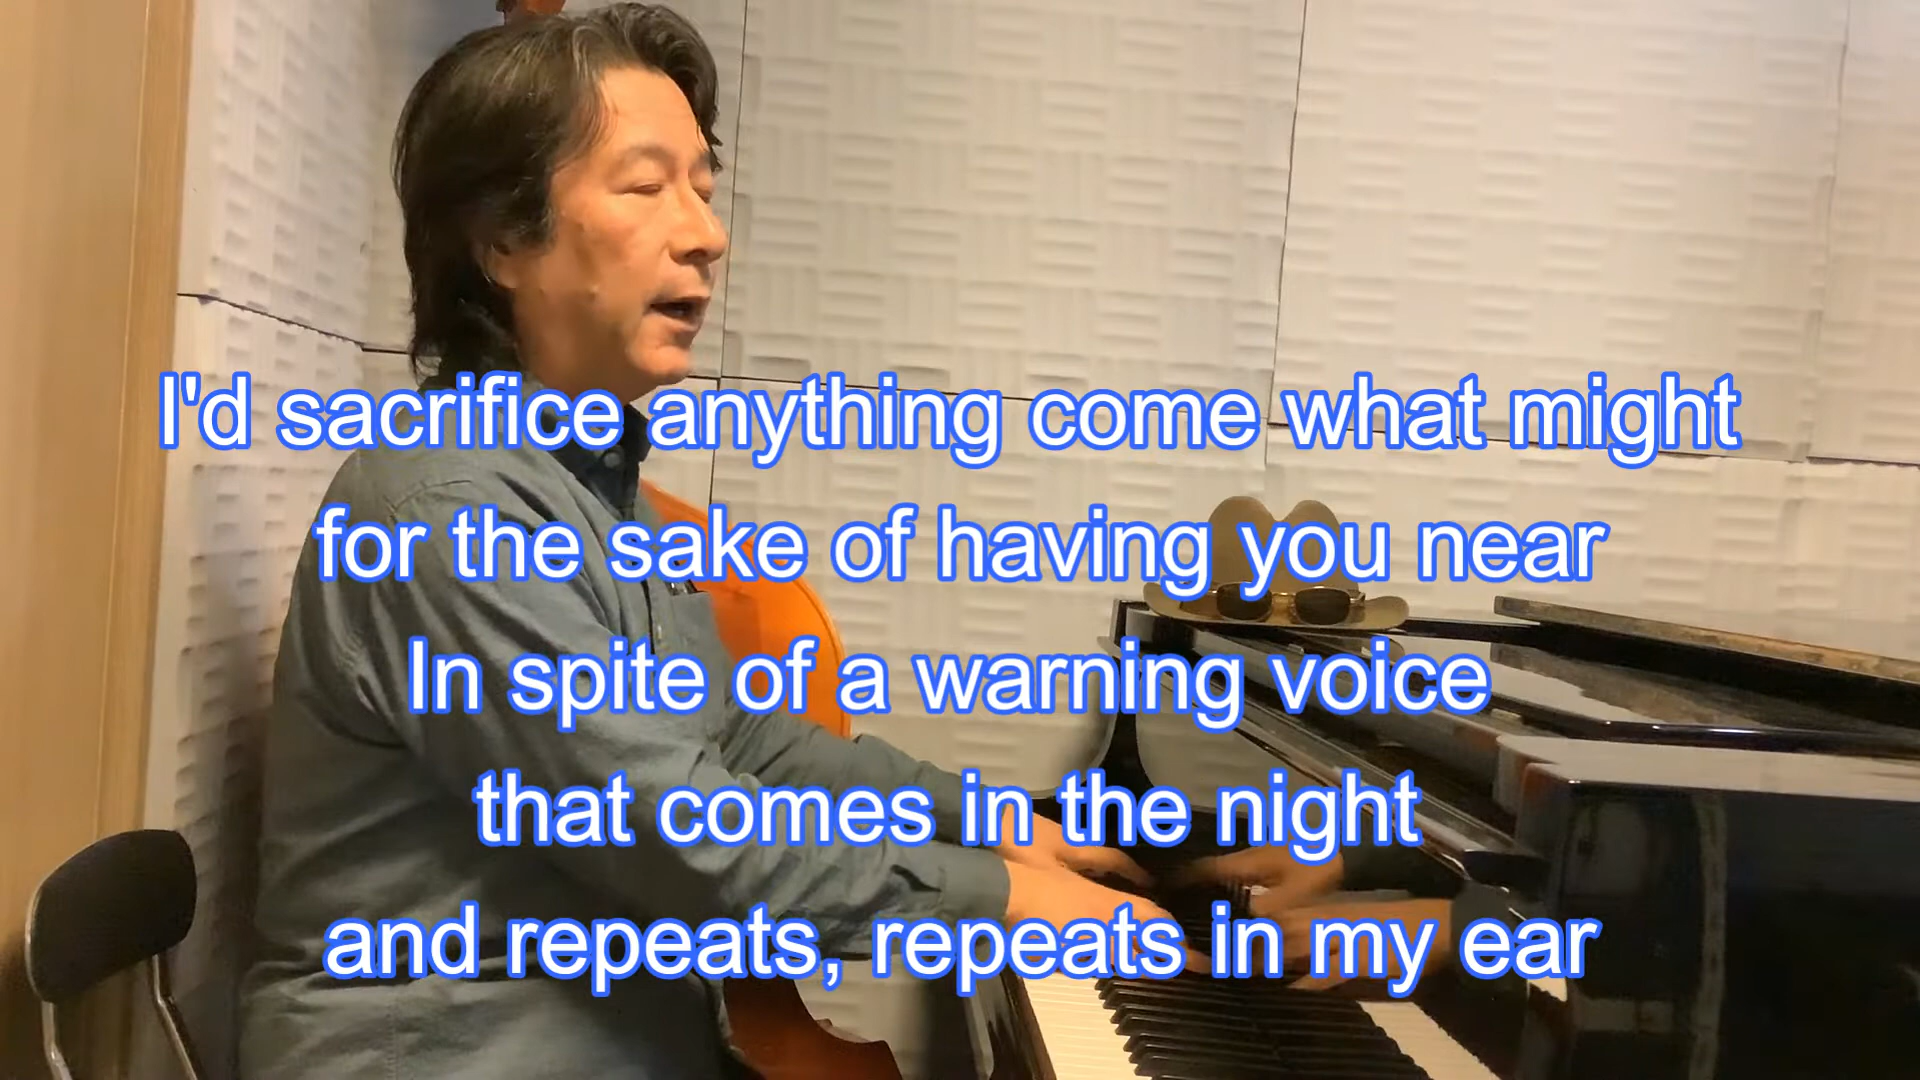 I'd sacrifice anything come what might
for the sake of having you near
In spite of a warning voice
that comes in the night
and repeats, repeats in my ear